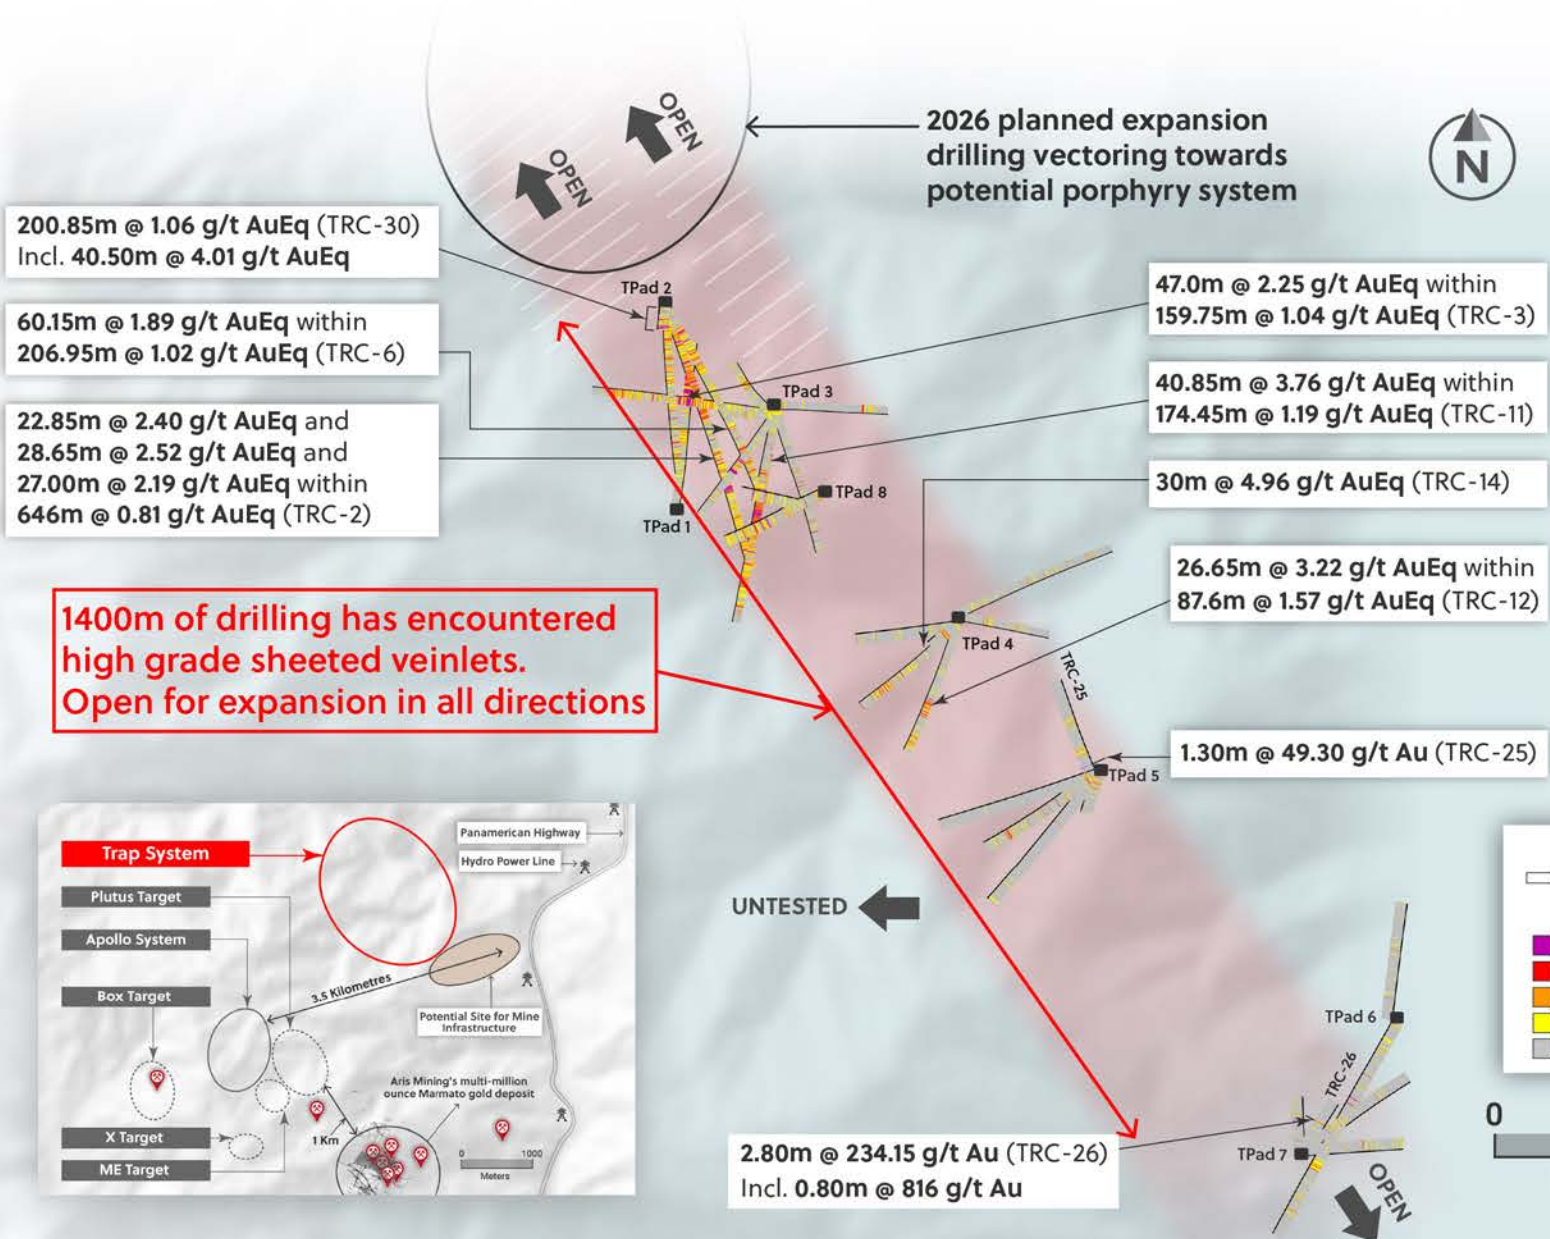 OPEN
OPEN
2026 planned expansion
drilling vectoring towards
potential porphyry system
N
200.85m @ 1.06 g/t AuEq (TRC-30)
Incl. 40.50m @ 4.01 g/t AuEq
60.15m @ 1.89 g/t AuEq within
206.95m @ 1.02 g/t AuEq (TRC-6)
22.85m @ 2.40 g/t AuEq and
28.65m @ 2.52 g/t AuEq and
27.00m @ 2.19 g/t AuEq within
646m @ 0.81 g/t AuEq (TRC-2)
TPad 2
TPad 3
TPad 8
TPad 1
47.0m @ 2.25 g/t AuEq within
159.75m @ 1.04 g/t AuEq (TRC-3)
40.85m @ 3.76 g/t AuEq within
174.45m @ 1.19 g/t AuEq (TRC-11)
30m @ 4.96 g/t AuEq (TRC-14)
26.65m @ 3.22 g/t AuEq within
87.6m @ 1.57 g/t AuEq (TRC-12)
1400m of drilling has encountered
high grade sheeted veinlets.
Open for expansion in all directions
TPad 4
TRC-25
TPad 5
1.30m @ 49.30 g/t Au (TRC-25)
UNTESTED
Trap System
Plutus Target
Apollo System
Box Target
X Target
ME Target
Panamerican Highway
Hydro Power Line
3.5 Kilometres
Potential Site for Mine
Infrastructure
Aris Mining's multi-million
ounce Marmato gold deposit
1 Km
0 1000
Meters
TPad 6
TRC-26
TPad 7
2.80m @ 234.15 g/t Au (TRC-26)
Incl. 0.80m @ 816 g/t Au
OPEN
0